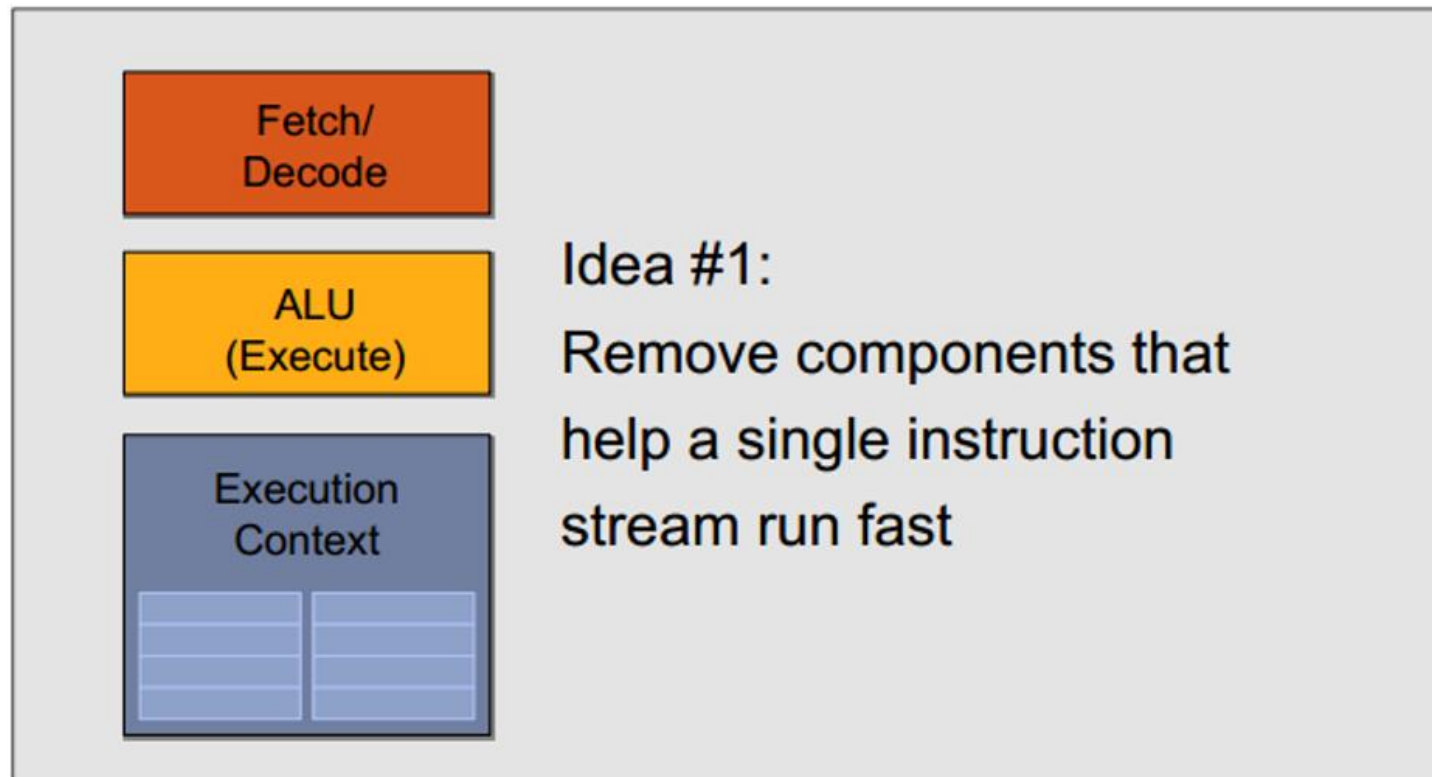 Fetch/
Decode
ALU
(Execute)
Execution
Context
Idea #1:
Remove components that
help a single instruction
stream run fast